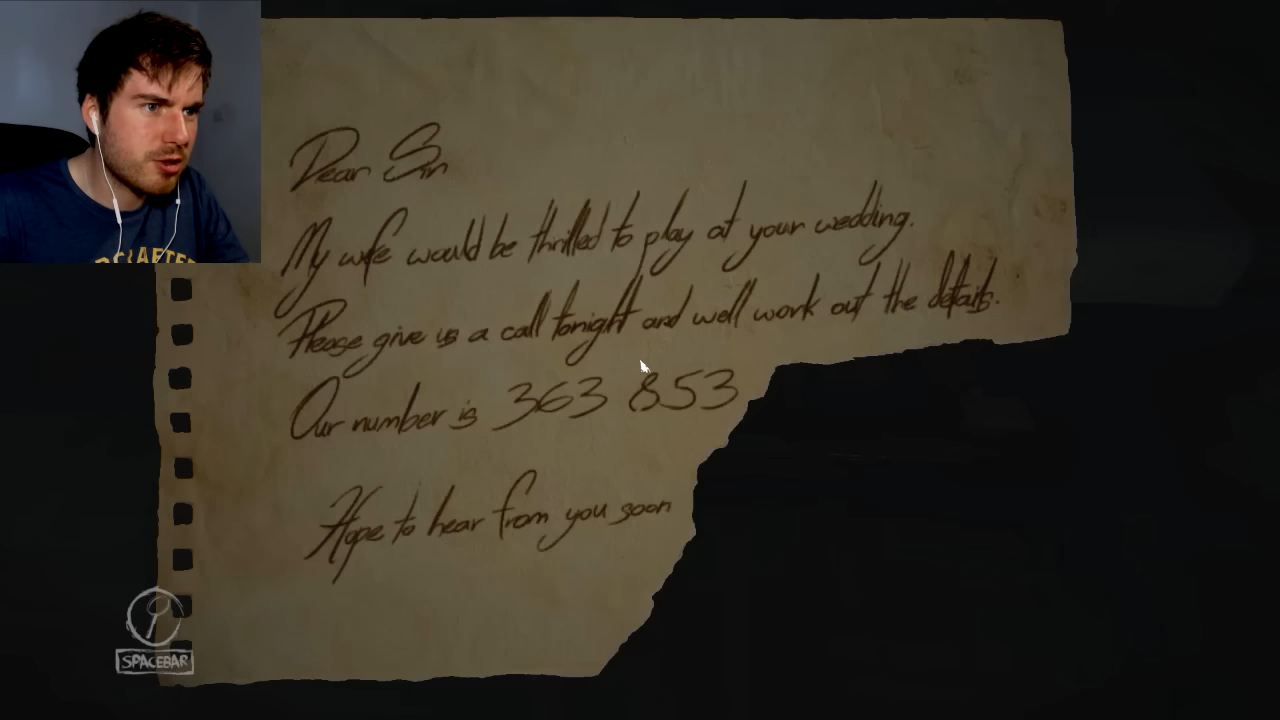 Dear Sir
My wife would be thrilled to play at your wedding.
Please give us a call tonight and well work out the details.
Our number is 363 853
Hope to hear from you soon
SPACEBAR